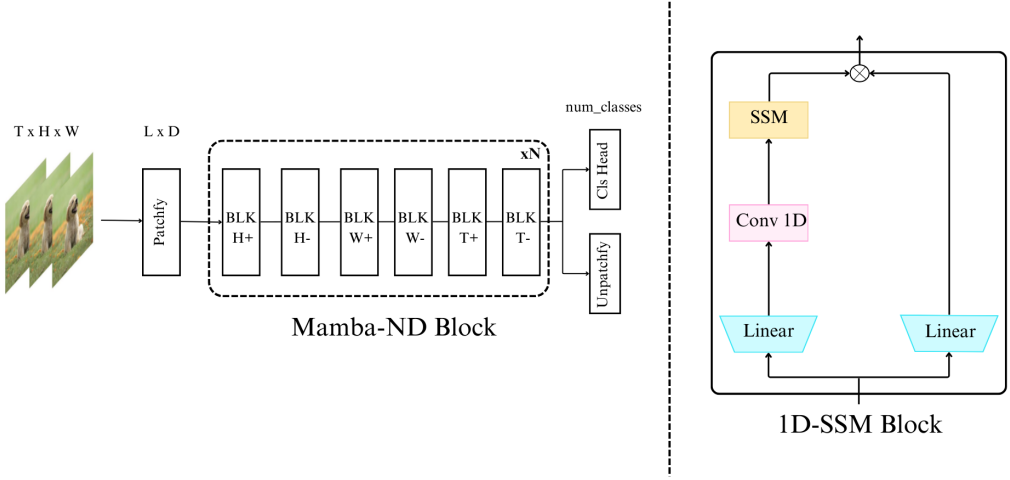 T x H x W
L x D
num_classes
xN
Patchfy
BLK
H+
BLK
H-
BLK
W+
BLK
W-
BLK
T+
BLK
T-
Cls Head
Unpatchfy
Mamba-ND Block
SSM
Conv 1D
Linear
Linear
1D-SSM Block